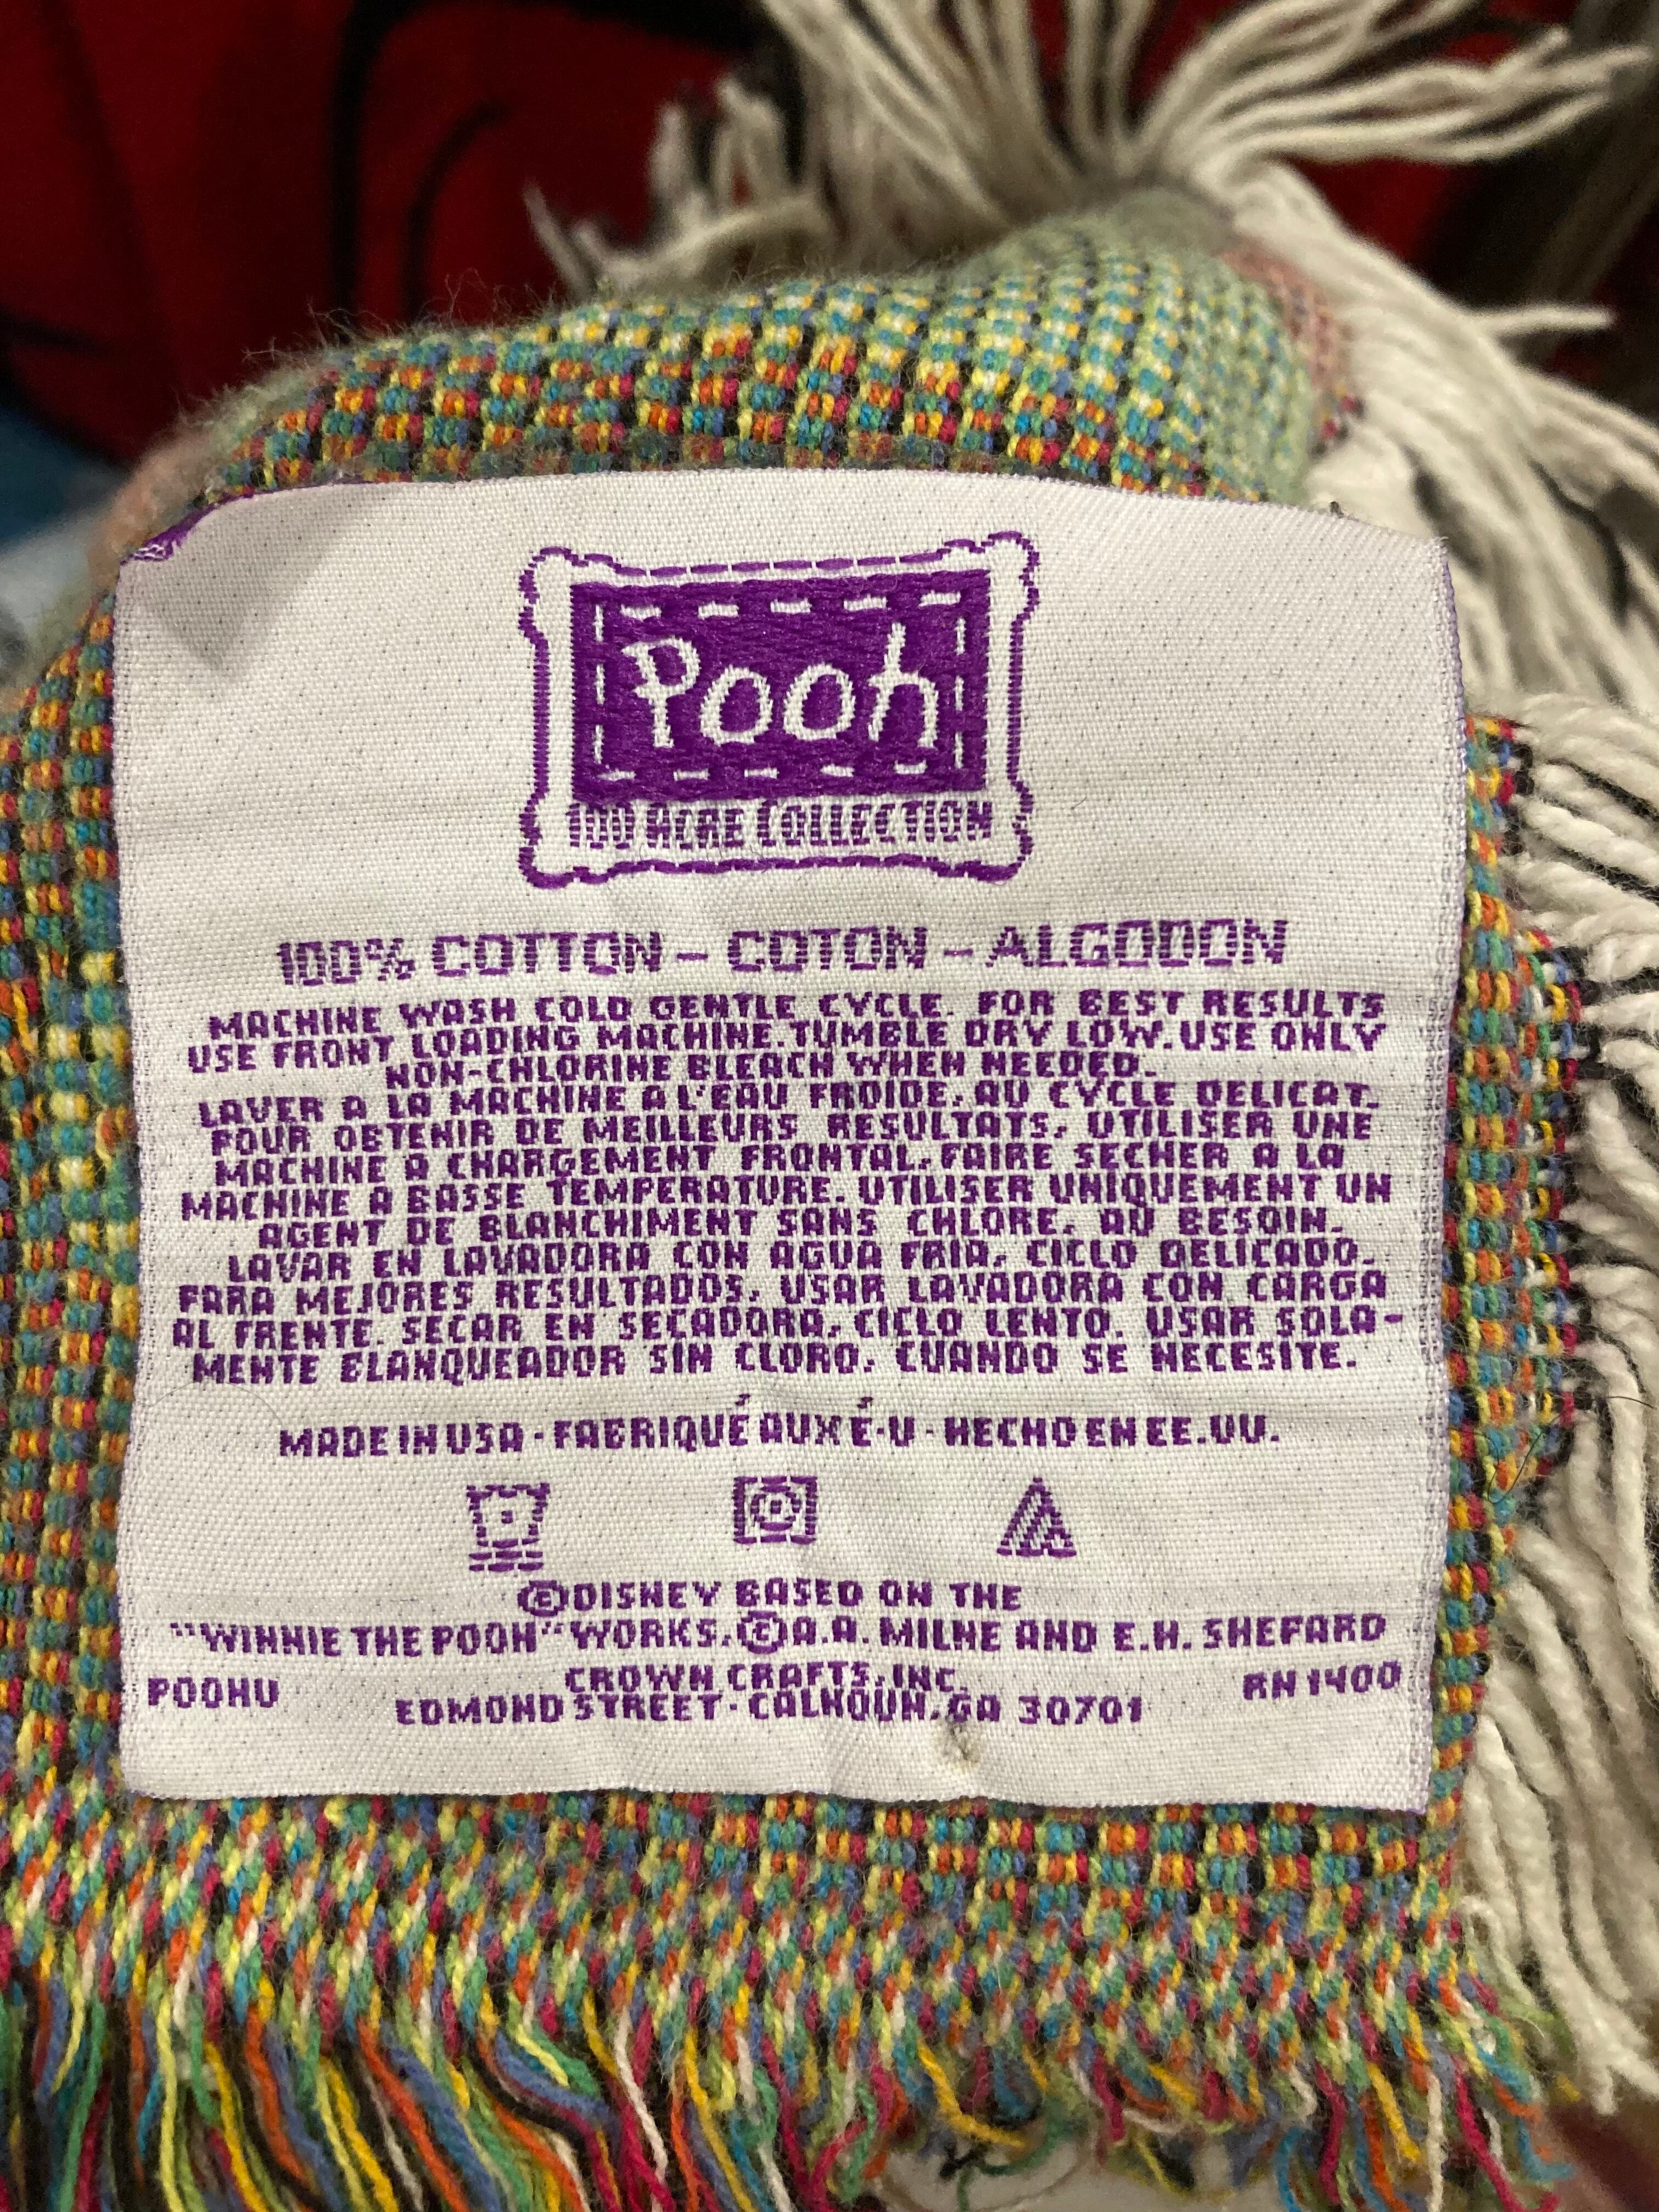 Pooh
100 ACRE COLLECTION
100% COTTON - COTON - ALGODON
MACHINE WASH COLD GENTLE CYCLE. FOR BEST RESULTS
USE FRONT LOADING MACHINE. TUMBLE DRY LOW. USE ONLY
NON-CHLORINE BLEACH WHEN NEEDED.
LAVER A LA MACHINE A L'EAU FROIDE, AU CYCLE DELICAT.
POUR OBTENIR DE MEILLEURS RESULTATS, UTILISER UNE
MACHINE A CHARGEMENT FRONTAL, FAIRE SECHER A LA
MACHINE A BASSE TEMPERATURE. UTILISER UNIQUEMENT UN
AGENT DE BLANCHIMENT SANS CHLORE, AU BESOIN.
LAVAR EN LAVADORA CON AGUA FRIA, CICLO DELICADO.
PARA MEJORES RESULTADOS, USAR LAVADORA CON CARGA
AL FRENTE. SECAR EN SECADORA, CICLO LENTO. USAR SOLA-
MENTE BLANQUEADOR SIN CLORO, CUANDO SE NECESITE.
MADE IN USA - FABRIQUÉ AUX É-U - HECHO EN EE.UU.
©DISNEY BASED ON THE
"WINNIE THE POOH" WORKS. ©A.A. MILNE AND E.H. SHEPARD
POOHU
CROWN CRAFTS, INC.
EDMOND STREET - CALHOUN, GA 30701
RN 1400